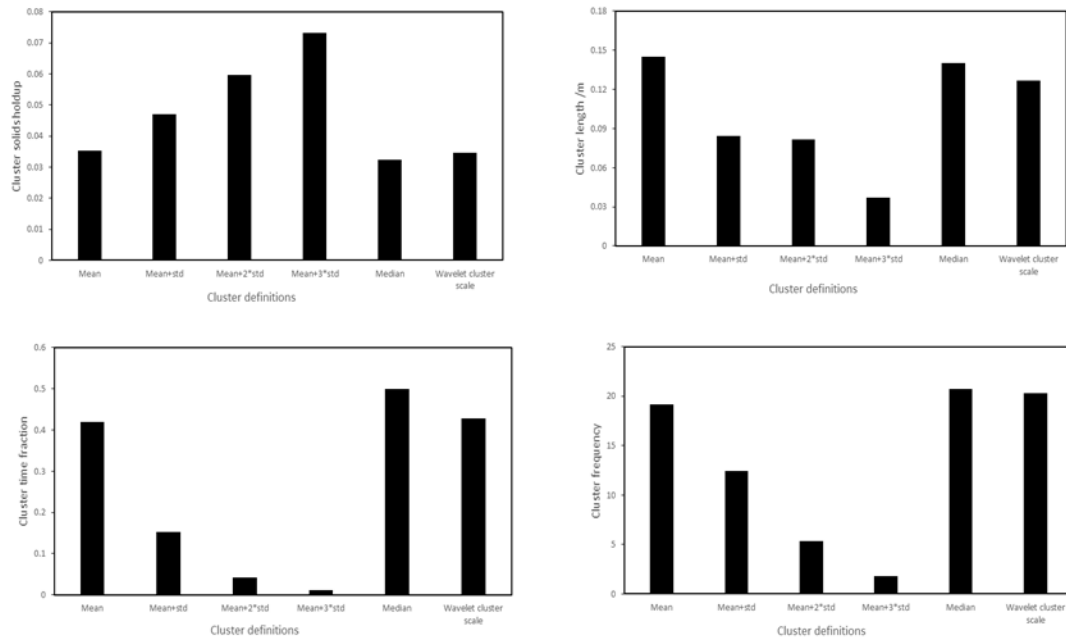 Cluster solids holdup
0.08
0.07
0.06
0.05
0.04
0.03
0.02
0.01
0
Mean Mean+std Mean+2*std Mean+3*std Median Wavelet cluster
scale
Cluster definitions
Cluster length /m
0.18
0.15
0.12
0.09
0.06
0.03
0
Mean Mean+std Mean+2*std Mean+3*std Median Wavelet cluster
scale
Cluster definitions
Cluster time fraction
0.6
0.5
0.4
0.3
0.2
0.1
0
Mean Mean+std Mean+2*std Mean+3*std Median Wavelet cluster
scale
Cluster definitions
Cluster frequency
25
20
15
10
5
0
Mean Mean+std Mean+2*std Mean+3*std Median Wavelet cluster
scale
Cluster definitions